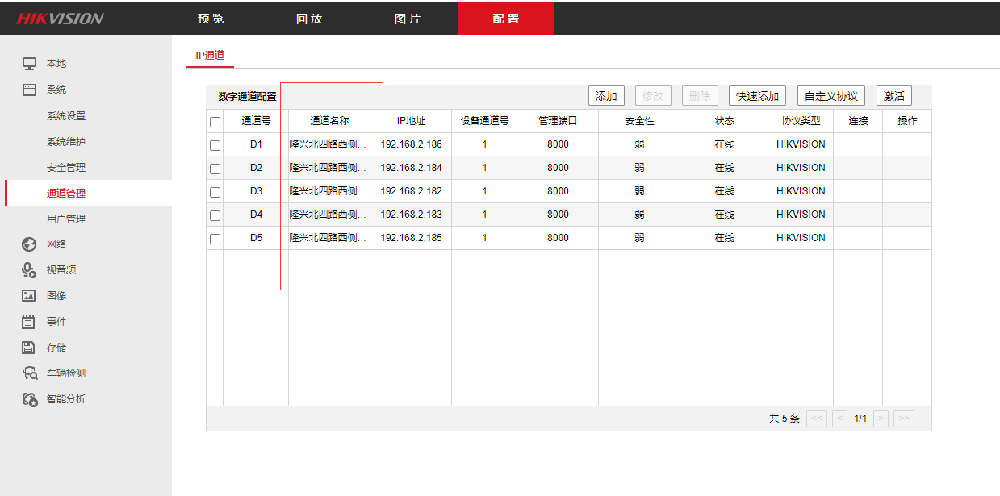 HIKVISION 预览 回放 图片 配置
本地
系统
系统设置
系统维护
安全管理
通道管理
用户管理
网络
视音频
图像
事件
存储
车辆检测
智能分析
IP通道
数字通道配置 添加 修改 删除 快速添加 自定义协议 激活
通道号 通道名称 IP地址 设备通道号 管理端口 安全性 状态 协议类型 连接 操作
D1 隆兴北四路西侧... 192.168.2.186 1 8000 弱 在线 HIKVISION
D2 隆兴北四路西侧... 192.168.2.184 1 8000 弱 在线 HIKVISION
D3 隆兴北四路西侧... 192.168.2.182 1 8000 弱 在线 HIKVISION
D4 隆兴北四路西侧... 192.168.2.183 1 8000 弱 在线 HIKVISION
D5 隆兴北四路西侧... 192.168.2.185 1 8000 弱 在线 HIKVISION
共 5 条 << < 1/1 > >>